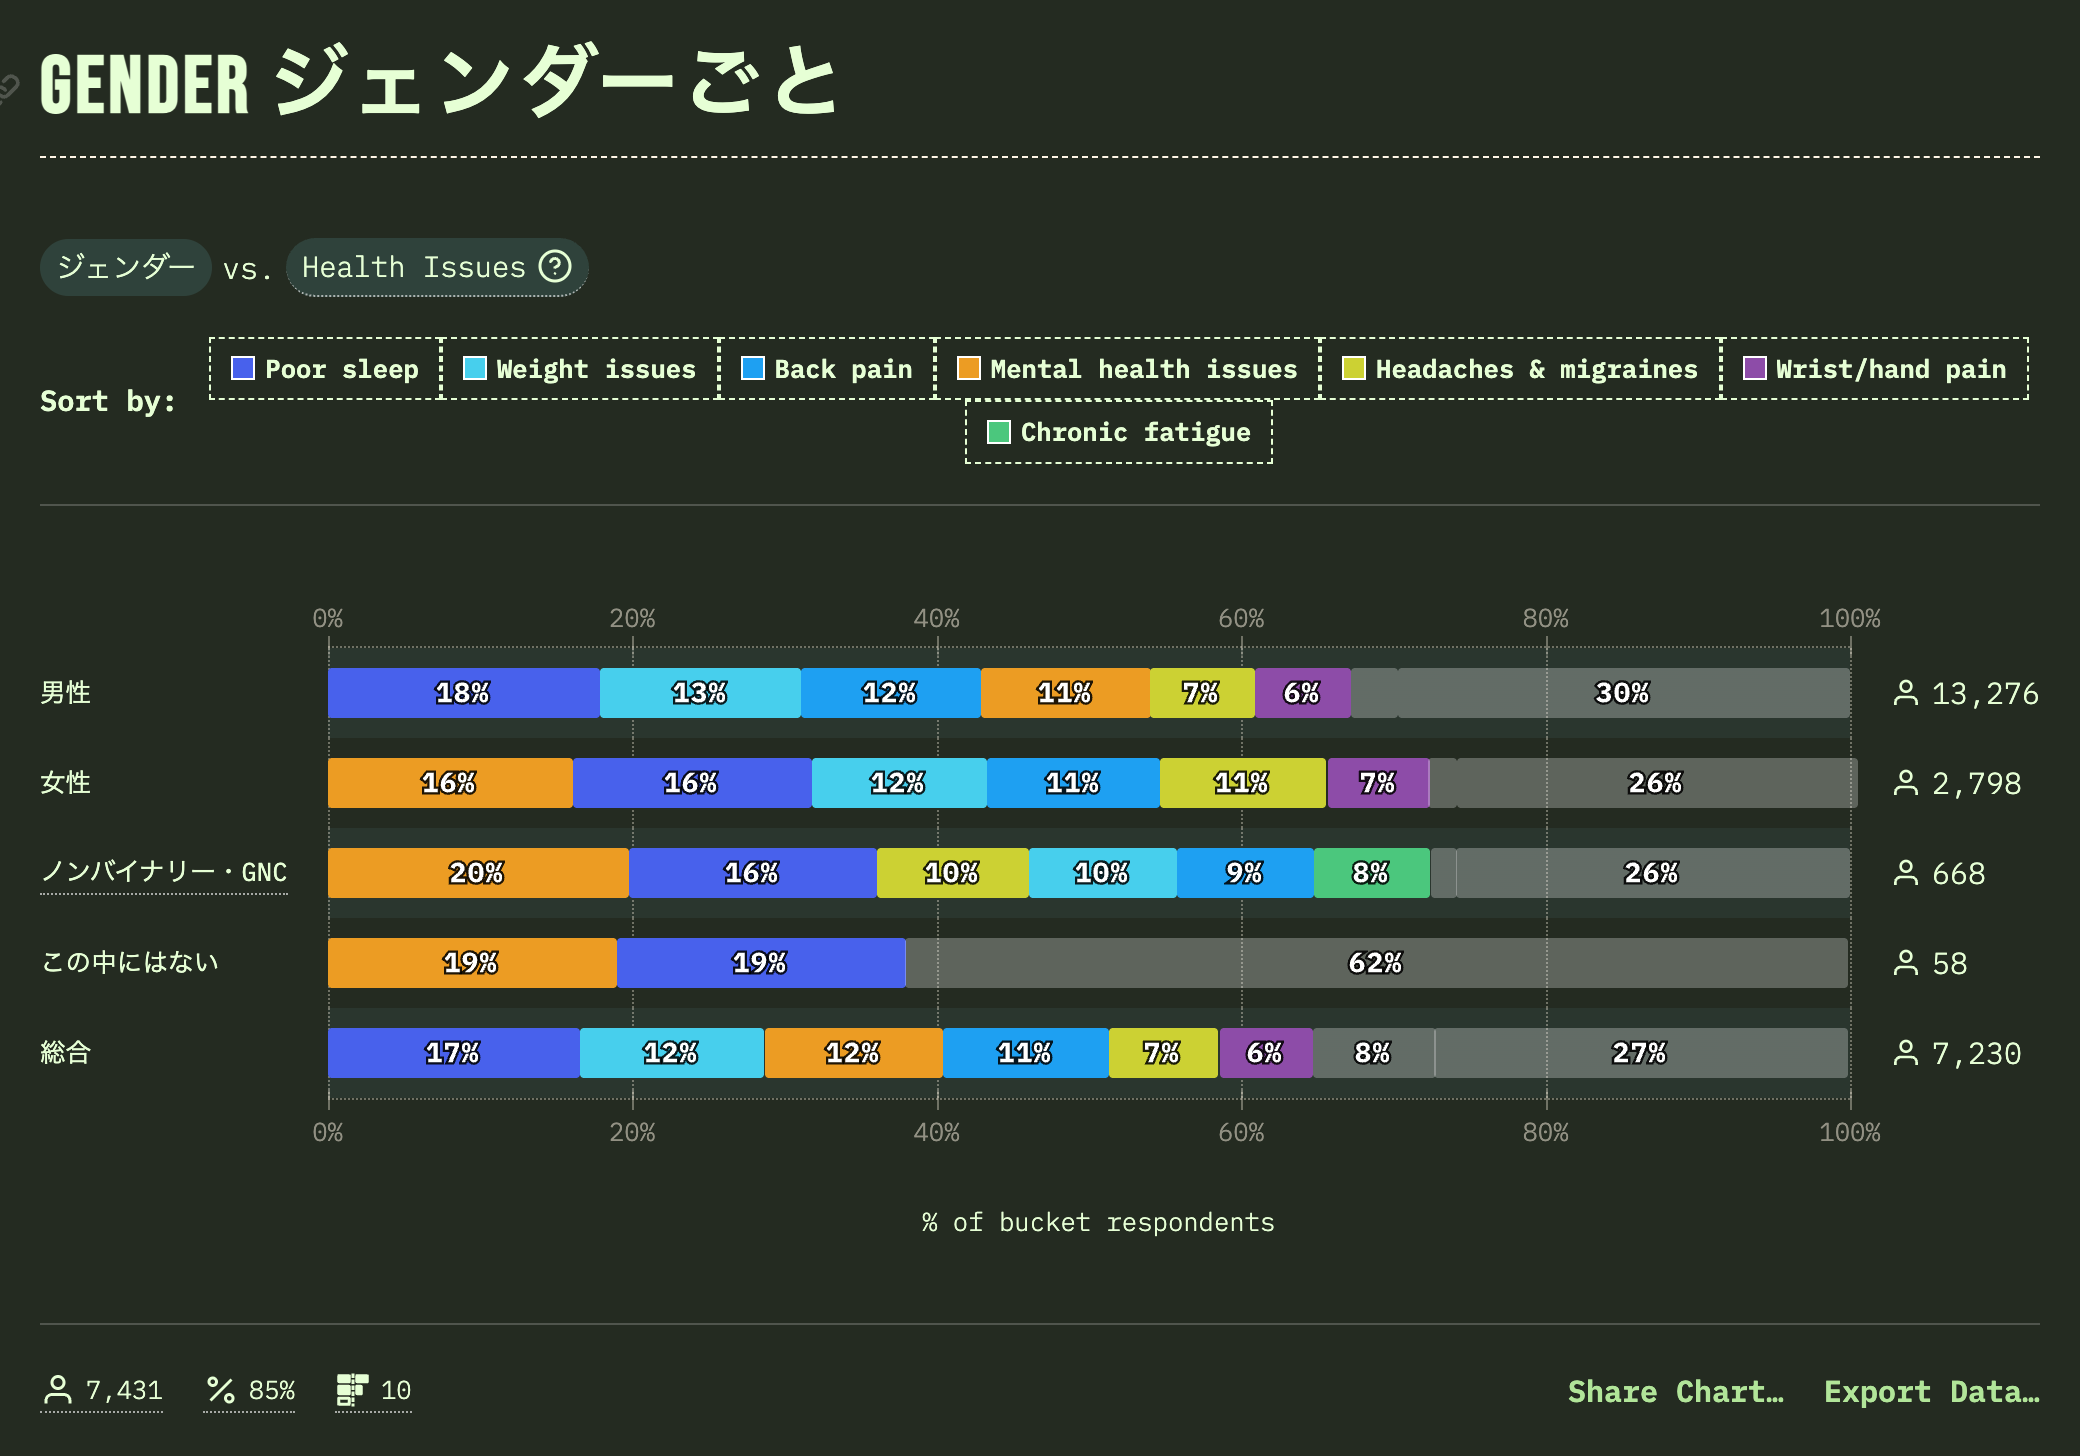 GENDER ジェンダーごと
ジェンダー vs. Health Issues ?
Sort by:
Poor sleep Weight issues Back pain Mental health issues Headaches & migraines Wrist/hand pain
Chronic fatigue
0% 20% 40% 60% 80% 100%
男性 18% 13% 12% 11% 7% 6% 30% 13,276
女性 16% 16% 12% 11% 11% 7% 26% 2,798
ノンバイナリー・GNC 20% 16% 10% 10% 9% 8% 26% 668
この中にはない 19% 19% 62% 58
総合 17% 12% 12% 11% 7% 6% 8% 27% 7,230
0% 20% 40% 60% 80% 100%
% of bucket respondents
7,431 % 85% 10 Share Chart… Export Data…